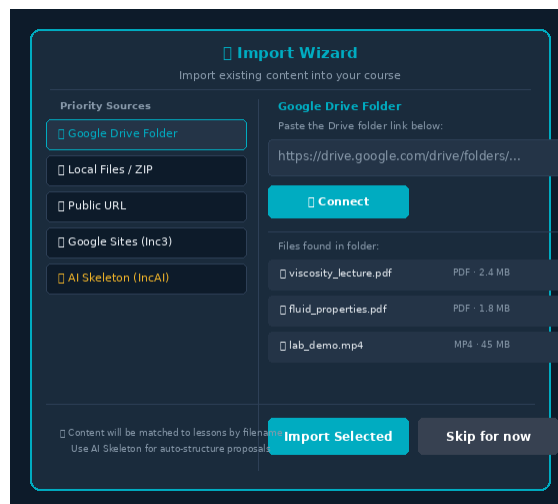 Import Wizard
Import existing content into your course
Priority Sources
Google Drive Folder
Local Files / ZIP
Public URL
Google Sites (Inc3)
AI Skeleton (IncAI)
Google Drive Folder
Paste the Drive folder link below:
https://drive.google.com/drive/folders/...
Connect
Files found in folder:
viscosity_lecture.pdf PDF · 2.4 MB
fluid_properties.pdf PDF · 1.8 MB
lab_demo.mp4 MP4 · 45 MB
Content will be matched to lessons by filename
Use AI Skeleton for auto-structure proposals
Import Selected
Skip for now